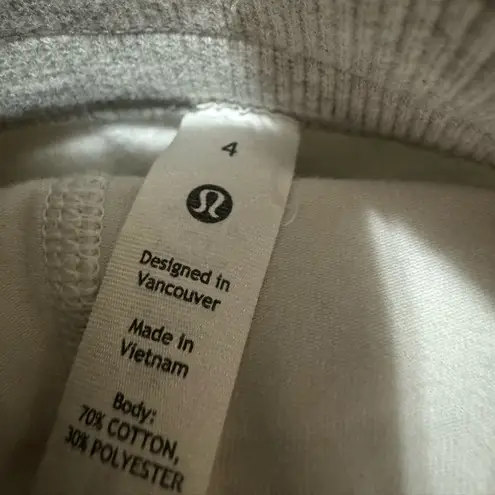 4
Designed in
Vancouver
Made in
Vietnam
Body:
70% COTTON,
30% POLYESTER